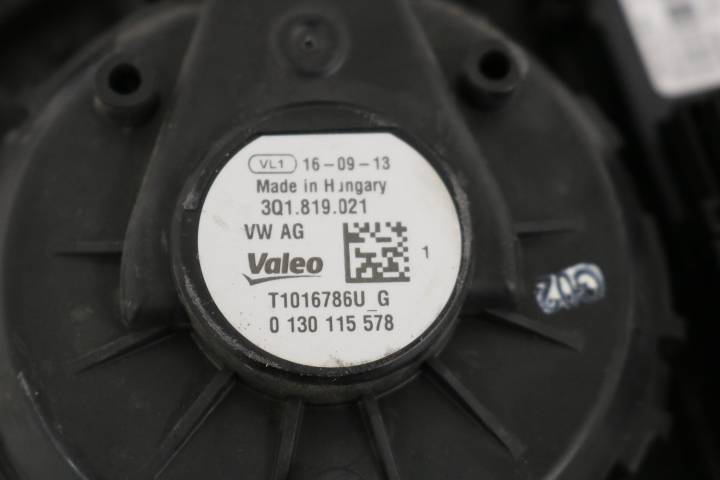 VL1 16-09-13
Made in Hungary
3Q1.819.021
VW AG
Valeo 1
T1016786U_G
0 130 115 578